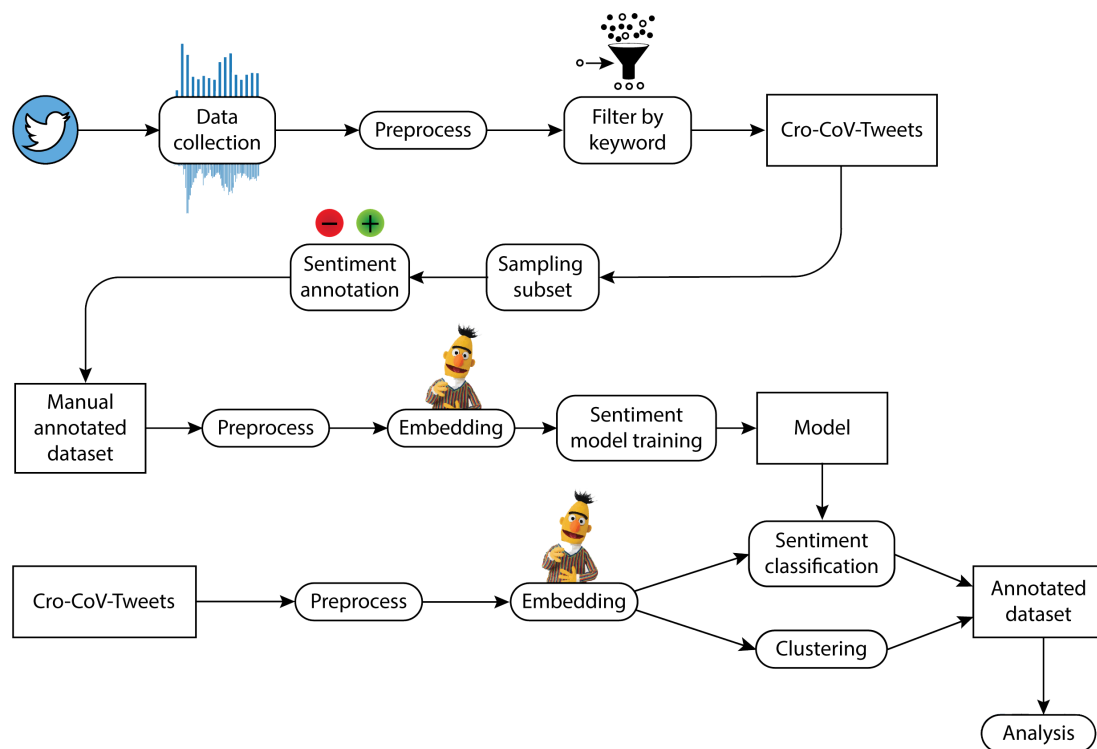 Data
collection
Preprocess
Filter by
keyword
Cro-CoV-Tweets
Sentiment
annotation
Sampling
subset
Manual
annotated
dataset
Preprocess
Embedding
Sentiment
model training
Model
Cro-CoV-Tweets
Preprocess
Embedding
Sentiment
classification
Clustering
Annotated
dataset
Analysis